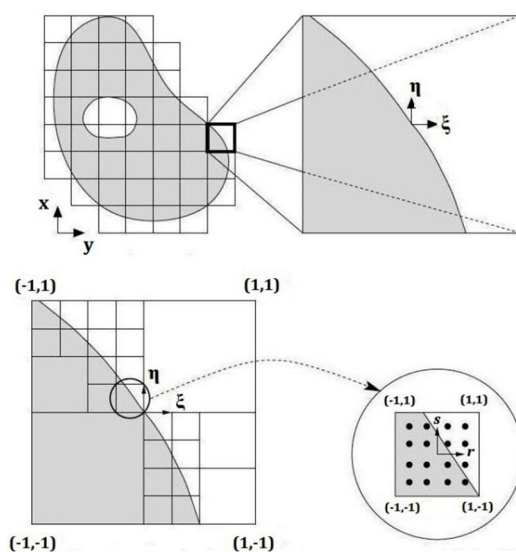 η
ξ
x
y
(-1,1) (1,1)
η
ξ
(-1,1) (1,1)
s
r
(-1,-1) (1,-1)
(-1,-1) (1,-1)